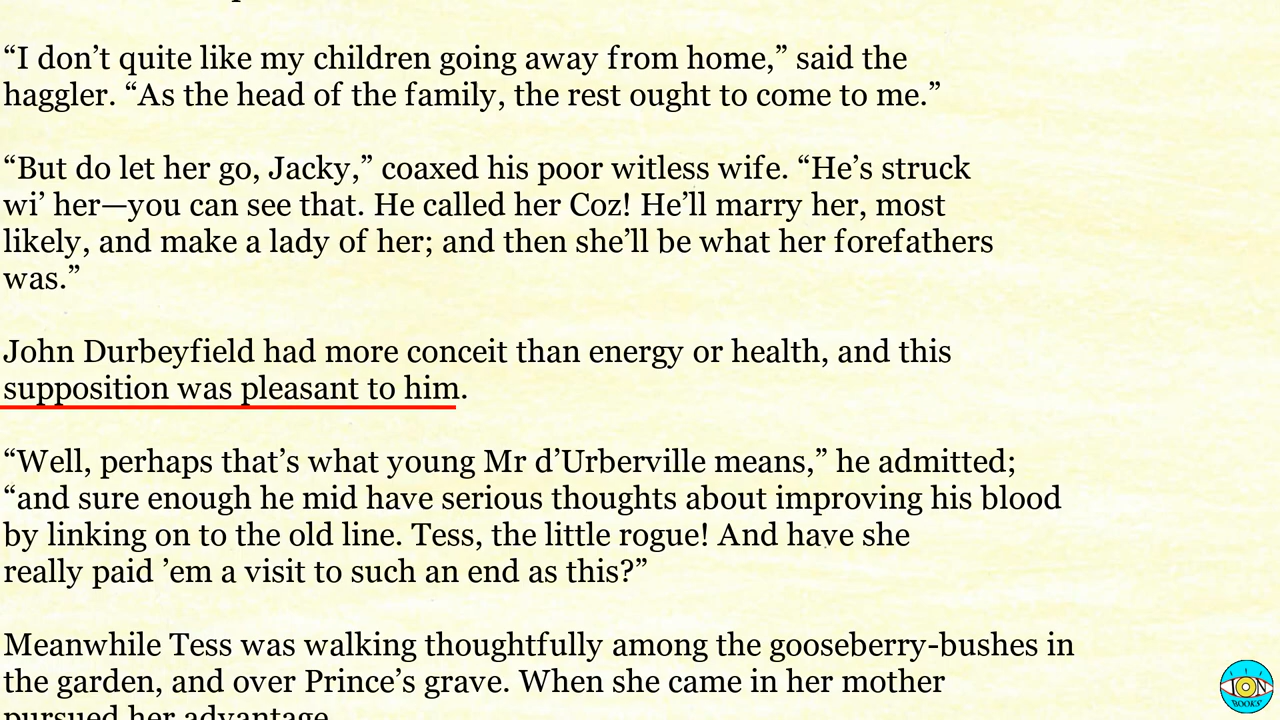 “I don’t quite like my children going away from home,” said the
haggler. “As the head of the family, the rest ought to come to me.”
“But do let her go, Jacky,” coaxed his poor witless wife. “He’s struck
wi’ her—you can see that. He called her Coz! He’ll marry her, most
likely, and make a lady of her; and then she’ll be what her forefathers
was.”
John Durbeyfield had more conceit than energy or health, and this
supposition was pleasant to him.
“Well, perhaps that’s what young Mr d’Urberville means,” he admitted;
“and sure enough he mid have serious thoughts about improving his blood
by linking on to the old line. Tess, the little rogue! And have she
really paid ’em a visit to such an end as this?”
Meanwhile Tess was walking thoughtfully among the gooseberry-bushes in
the garden, and over Prince’s grave. When she came in her mother
pursued her advantage.
ION
BOOKS